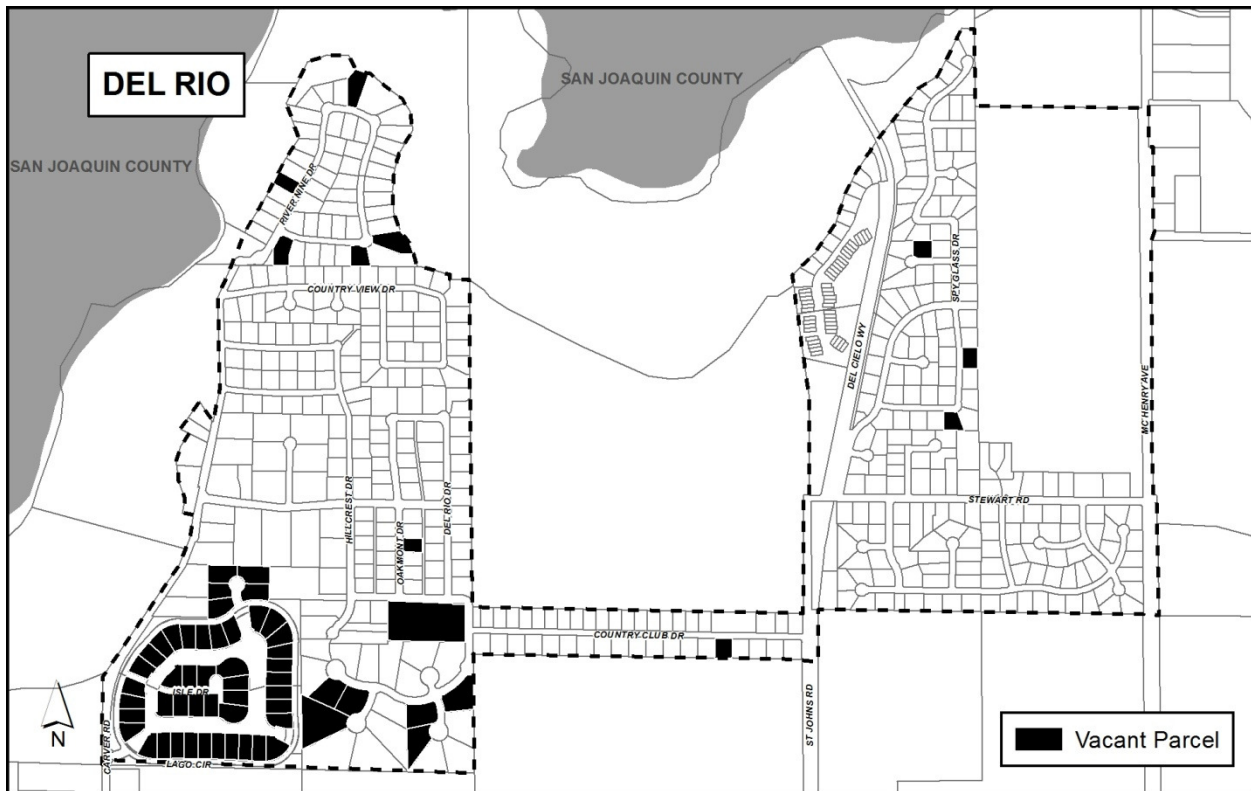 DEL RIO
SAN JOAQUIN COUNTY
SAN JOAQUIN COUNTY
RIVER NINE DR
COUNTRY VIEW DR
SPY GLASS DR
DEL CIELO WY
MC HENRY AVE
HILLCREST DR
DEL RIO DR
OAKMONT DR
STEWART RD
COUNTRY CLUB DR
ISLE DR
CARVER RD
LAGO CIR
ST JOHNS RD
N
Vacant Parcel